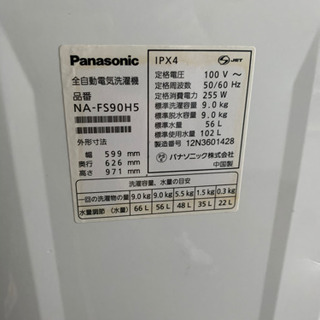 Panasonic
全自動電気洗濯機
品番
NA-FS90H5
外形寸法
幅 599 mm
奥行 626 mm
高さ 971 mm
IPX4
JET
定格電圧 100 V～
定格周波数 50/60 Hz
定格消費電力 255 W
標準洗濯容量 9.0 kg
標準脱水容量 9.0 kg
標準水量 56 L
標準使用水量 102 L
製造番号 12N3601428
パナソニック株式会社
中国製
洗濯容量、水量の目安
一回の洗濯物の量 9.0 kg 9.0 kg 5.5 kg 1.5 kg 0.3 kg
水量調節（水量） 66 L 56 L 48 L 35 L 22 L